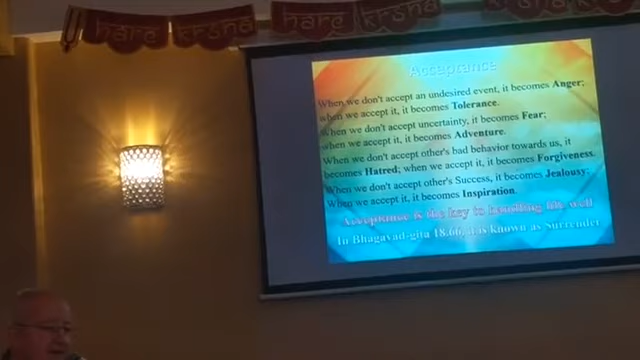 hare krsna hare krsna
Acceptance
When we don't accept an undesired event, it becomes Anger;
when we accept it, it becomes Tolerance.
When we don't accept uncertainty, it becomes Fear;
when we accept it, it becomes Adventure.
When we don't accept other's bad behavior towards us, it
becomes Hatred; when we accept it, it becomes Forgiveness.
When we don't accept other's Success, it becomes Jealousy;
When we accept it, it becomes Inspiration.
Acceptance is the key to handling life well
In Bhagavad-gita 18.66, it is known as Surrender